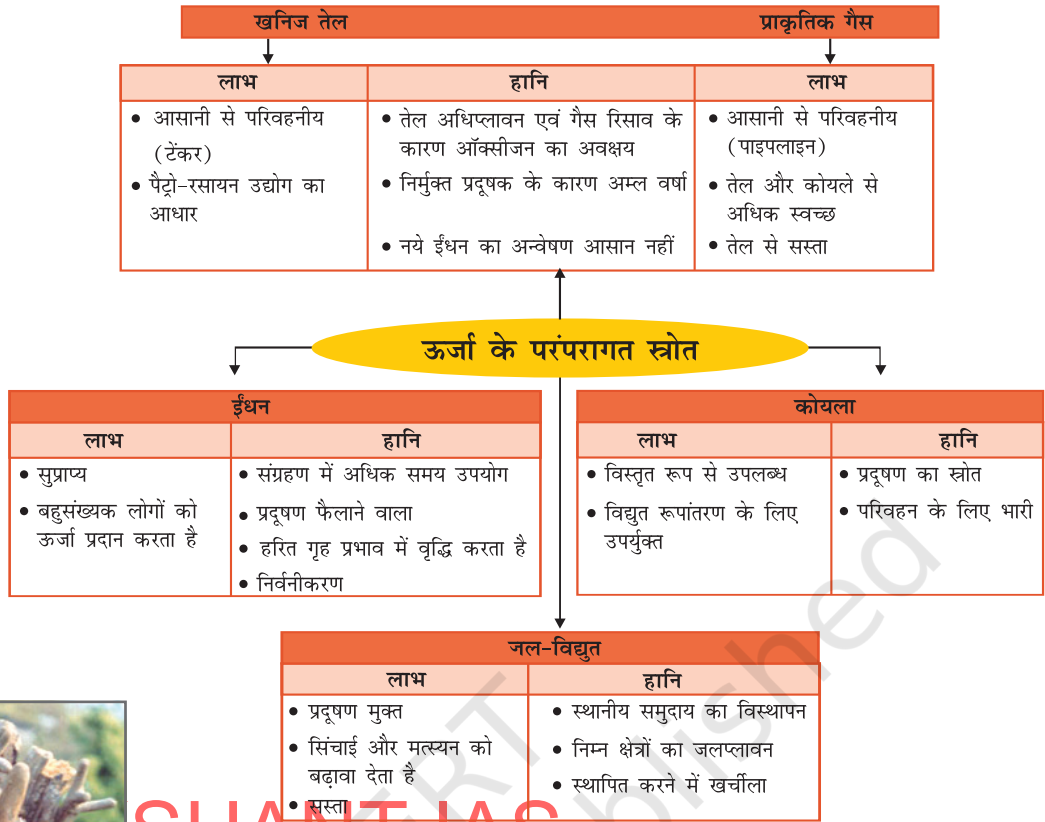 खनिज तेल
प्राकृतिक गैस
लाभ
• आसानी से परिवहनीय
(टेंकर)
• पैट्रो-रसायन उद्योग का
आधार
हानि
• तेल अधिप्लावन एवं गैस रिसाव के
कारण ऑक्सीजन का अवक्षय
• निर्मुक्त प्रदूषक के कारण अम्ल वर्षा
• नये ईंधन का अन्वेषण आसान नहीं
लाभ
• आसानी से परिवहनीय
(पाइपलाइन)
• तेल और कोयले से
अधिक स्वच्छ
• तेल से सस्ता
ऊर्जा के परंपरागत स्त्रोत
ईंधन
लाभ
• सुप्राप्य
• बहुसंख्यक लोगों को
ऊर्जा प्रदान करता है
हानि
• संग्रहण में अधिक समय उपयोग
• प्रदूषण फैलाने वाला
• हरित गृह प्रभाव में वृद्धि करता है
• निर्वनीकरण
कोयला
लाभ
• विस्तृत रूप से उपलब्ध
• विद्युत रूपांतरण के लिए
उपर्युक्त
हानि
• प्रदूषण का स्त्रोत
• परिवहन के लिए भारी
जल-विद्युत
लाभ
• प्रदूषण मुक्त
• सिंचाई और मत्स्यन को
बढ़ावा देता है
• सस्ता
हानि
• स्थानीय समुदाय का विस्थापन
• निम्न क्षेत्रों का जलप्लावन
• स्थापित करने में खर्चीला